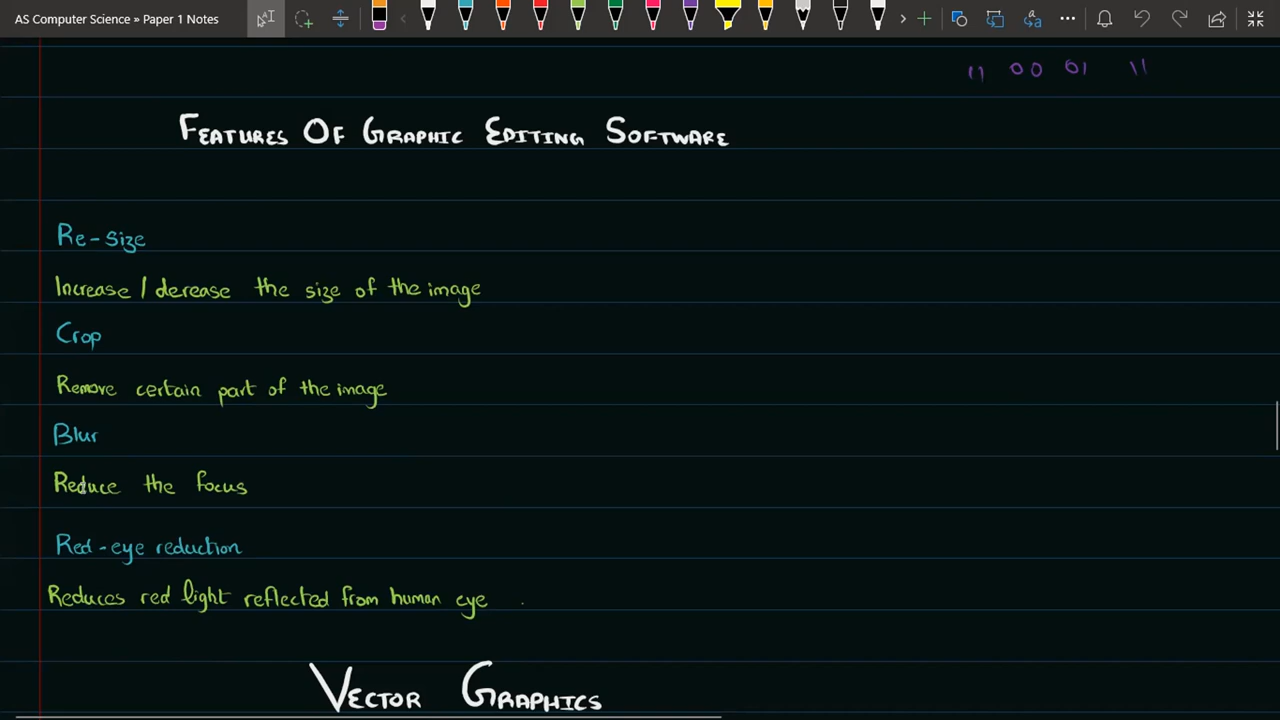 AS Computer Science » Paper 1 Notes
11 00 01 11
FEATURES OF GRAPHIC EDITING SOFTWARE
Re-size
Increase / derease the size of the image
Crop
Remove certain part of the image
Blur
Reduce the focus
Red-eye reduction
Reduces red light reflected from human eye .
VECTOR GRAPHICS